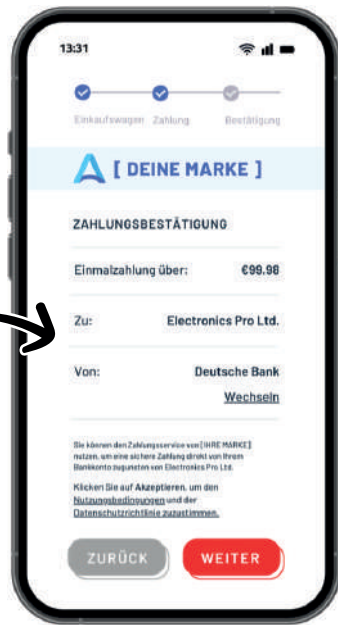 13:31
Einkaufswagen Zahlung Bestätigung
[ DEINE MARKE ]
ZAHLUNGSBESTÄTIGUNG
Einmalzahlung über: €99.98
Zu: Electronics Pro Ltd.
Von: Deutsche Bank
Wechseln
Sie können den Zahlungsservice von [IHRE MARKE]
nutzen, um eine sichere Zahlung direkt von Ihrem
Bankkonto zugunsten von Electronics Pro Ltd.
Klicken Sie auf Akzeptieren, um den
Nutzungsbedingungen und der
Datenschutzrichtlinie zuzustimmen.
ZURÜCK WEITER